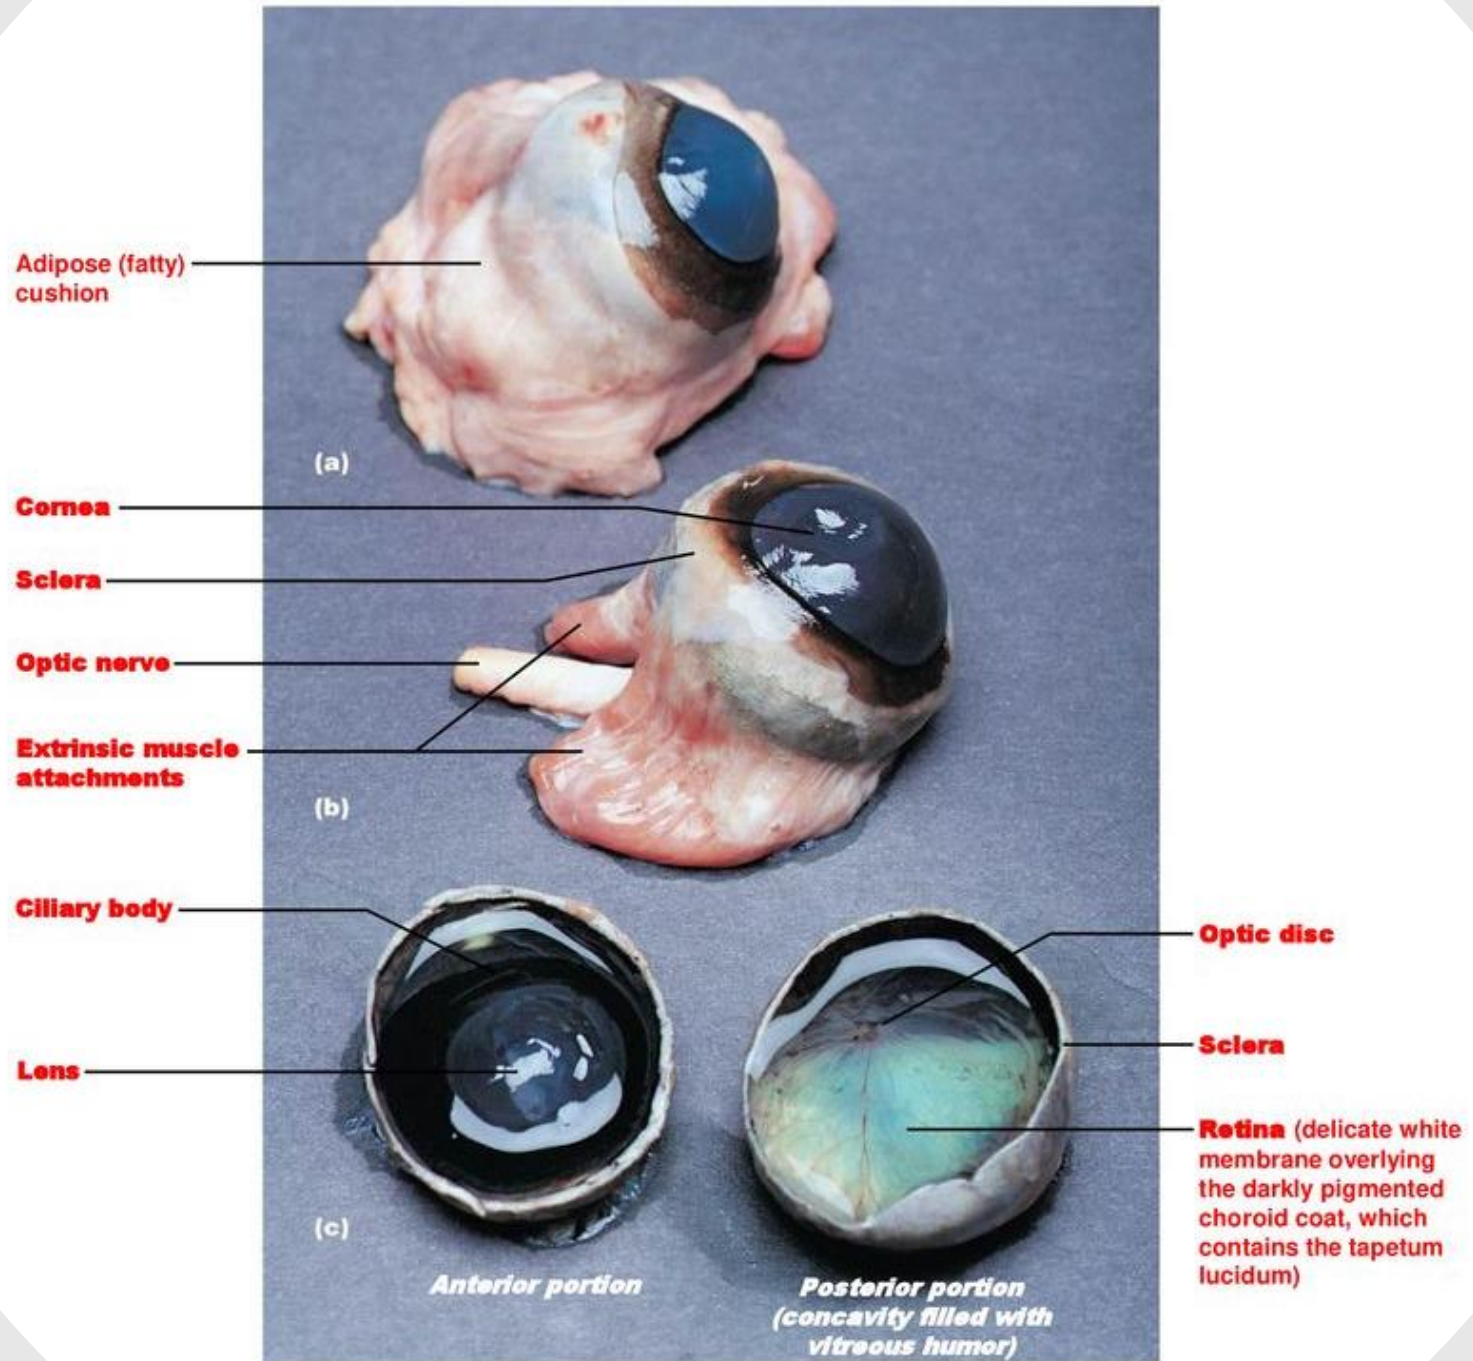 Adipose (fatty)
cushion
(a)
Cornea
Sclera
Optic nerve
Extrinsic muscle
attachments
(b)
Ciliary body
Lens
(c)
Optic disc
Sclera
Retina (delicate white
membrane overlying
the darkly pigmented
choroid coat, which
contains the tapetum
lucidum)
Anterior portion
Posterior portion
(concavity filled with
vitreous humor)